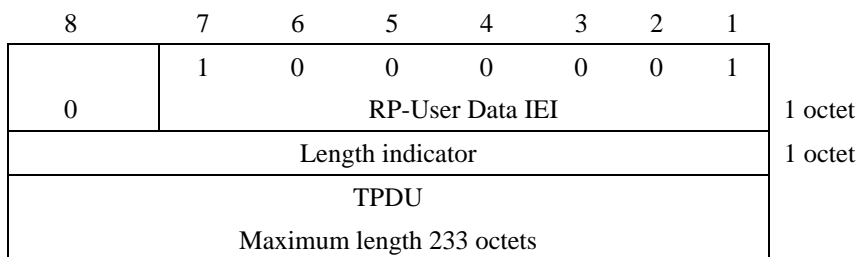 8 7 6 5 4 3 2 1
1 0 0 0 0 0 1
0 RP-User Data IEI 1 octet
Length indicator 1 octet
TPDU
Maximum length 233 octets